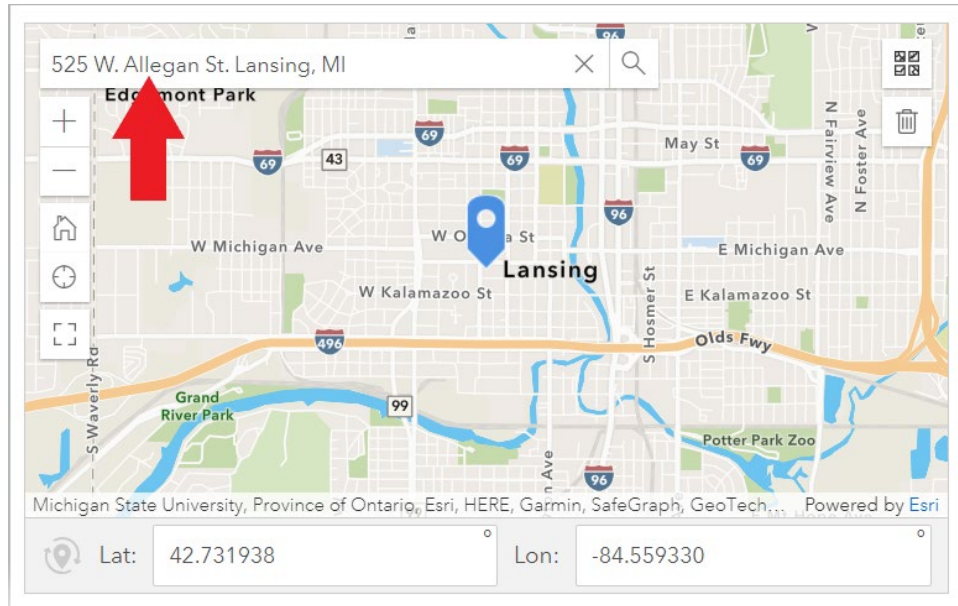 96
525 W. Allegan St. Lansing, MI
mont Park
N Fairview Ave
N Foster Ave
69
May St
43
69
69
69
96
W Michigan Ave
W O a St
E Michigan Ave
Lansing
W Kalamazoo St
S Hosmer St
E Kalamazoo St
496
Olds Fwy
S Waverly Rd
Grand
River Park
99
Potter Park Zoo
n Ave
96
Michigan State University, Province of Ontario, Esri, HERE, Garmin, SafeGraph, GeoTech... Powered by Esri
Lat: 42.731938 ° Lon: -84.559330 °